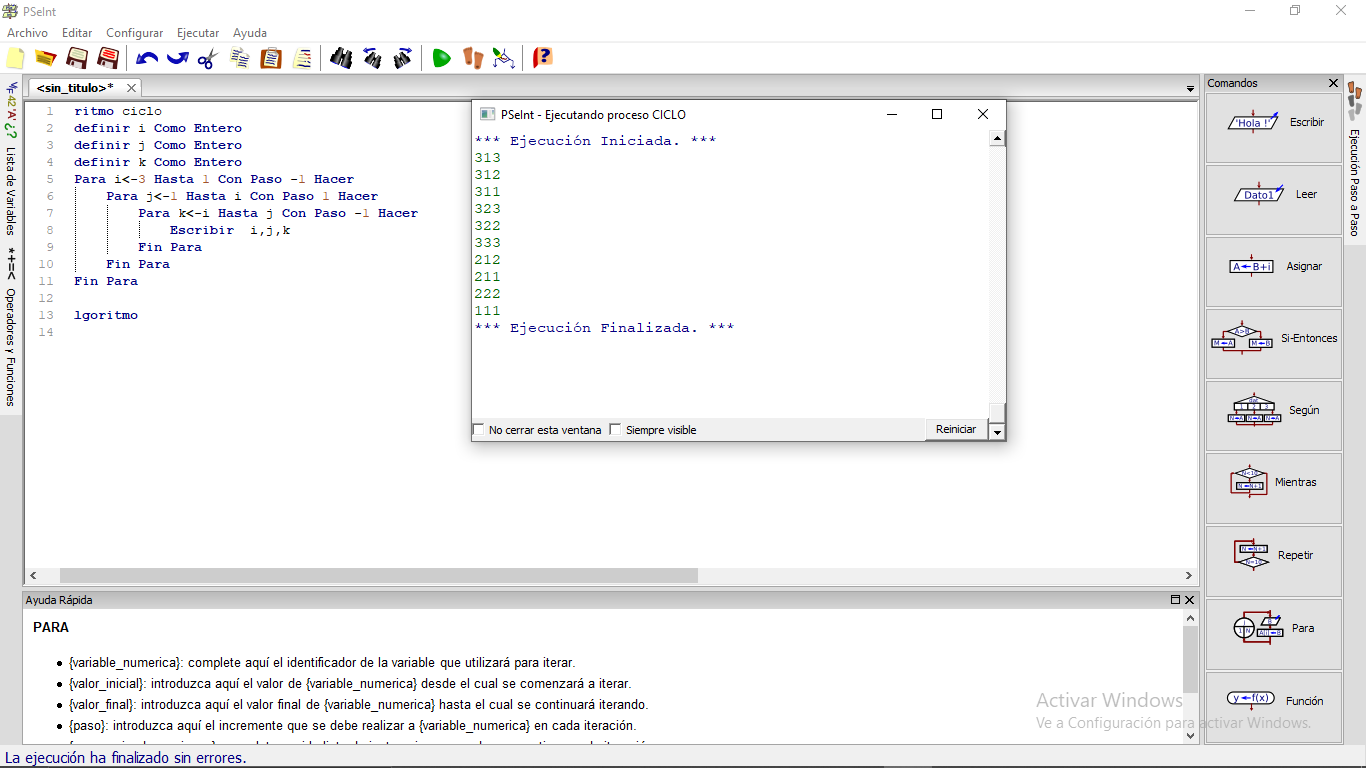 PSeInt
Archivo Editar Configurar Ejecutar Ayuda
<sin_titulo>*
1 ritmo ciclo
2 definir i Como Entero
3 definir j Como Entero
4 definir k Como Entero
5 Para i<-3 Hasta 1 Con Paso -1 Hacer
6 Para j<-1 Hasta i Con Paso 1 Hacer
7 Para k<-i Hasta j Con Paso -1 Hacer
8 Escribir i,j,k
9 Fin Para
10 Fin Para
11 Fin Para
12
13 lgoritmo
14
Lista de Variables
*+=< Operadores y Funciones
PSeInt - Ejecutando proceso CICLO
*** Ejecución Iniciada. ***
313
312
311
323
322
333
212
211
222
111
*** Ejecución Finalizada. ***
No cerrar esta ventana Siempre visible Reiniciar
Comandos
'Hola !' Escribir
Dato1 Leer
A←B+i Asignar
A>B M←A M←B Si-Entonces
Según
Mientras
Repetir
Para
y←f(x) Función
Ejecución Paso a Paso
Ayuda Rápida
PARA
• {variable_numerica}: complete aquí el identificador de la variable que utilizará para iterar.
• {valor_inicial}: introduzca aquí el valor de {variable_numerica} desde el cual se comenzará a iterar.
• {valor_final}: introduzca aquí el valor final de {variable_numerica} hasta el cual se continuará iterando.
• {paso}: introduzca aquí el incremente que se debe realizar a {variable_numerica} en cada iteración.
Activar Windows
Ve a Configuración para activar Windows.
La ejecución ha finalizado sin errores.